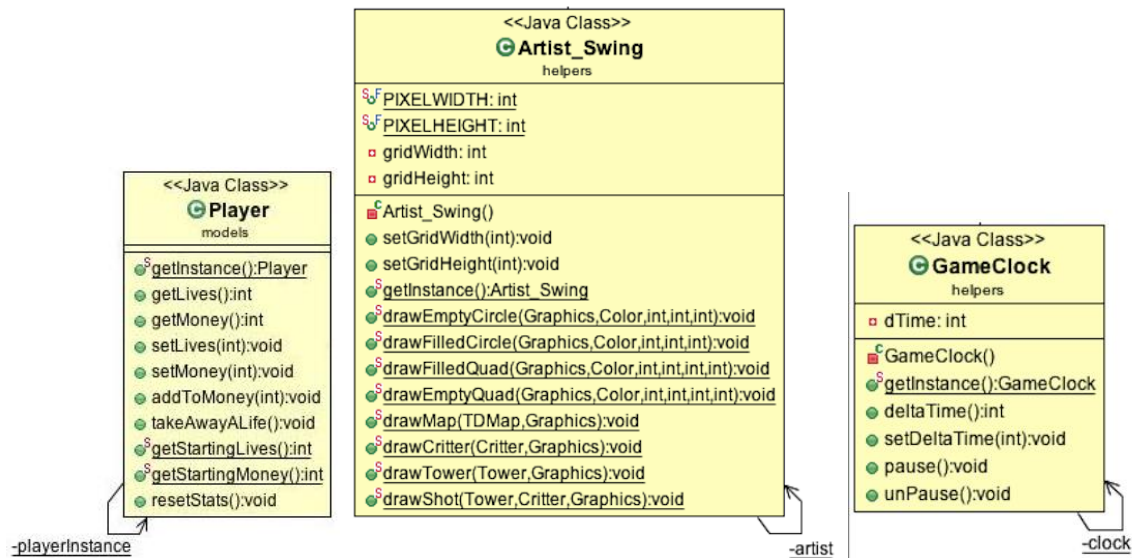 <<Java Class>>
Player
models
getInstance():Player
getLives():int
getMoney():int
setLives(int):void
setMoney(int):void
addToMoney(int):void
takeAwayALife():void
getStartingLives():int
getStartingMoney():int
resetStats():void
-playerInstance
<<Java Class>>
Artist_Swing
helpers
PIXELWIDTH: int
PIXELHEIGHT: int
gridWidth: int
gridHeight: int
Artist_Swing()
setGridWidth(int):void
setGridHeight(int):void
getInstance():Artist_Swing
drawEmptyCircle(Graphics,Color,int,int,int):void
drawFilledCircle(Graphics,Color,int,int,int):void
drawFilledQuad(Graphics,Color,int,int,int,int):void
drawEmptyQuad(Graphics,Color,int,int,int,int):void
drawMap(TDMap,Graphics):void
drawCritter(Critter,Graphics):void
drawTower(Tower,Graphics):void
drawShot(Tower,Critter,Graphics):void
-artist
<<Java Class>>
GameClock
helpers
dTime: int
GameClock()
getInstance():GameClock
deltaTime():int
setDeltaTime(int):void
pause():void
unPause():void
-clock